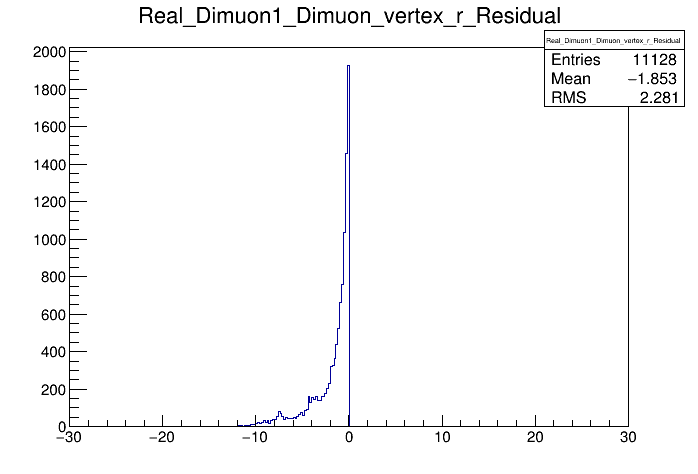 Real_Dimuon1_Dimuon_vertex_r_Residual
Real_Dimuon1_Dimuon_vertex_r_Residual
Entries 11128
Mean −1.853
RMS 2.281
2000
1800
1600
1400
1200
1000
800
600
400
200
0
−30 −20 −10 0 10 20 30